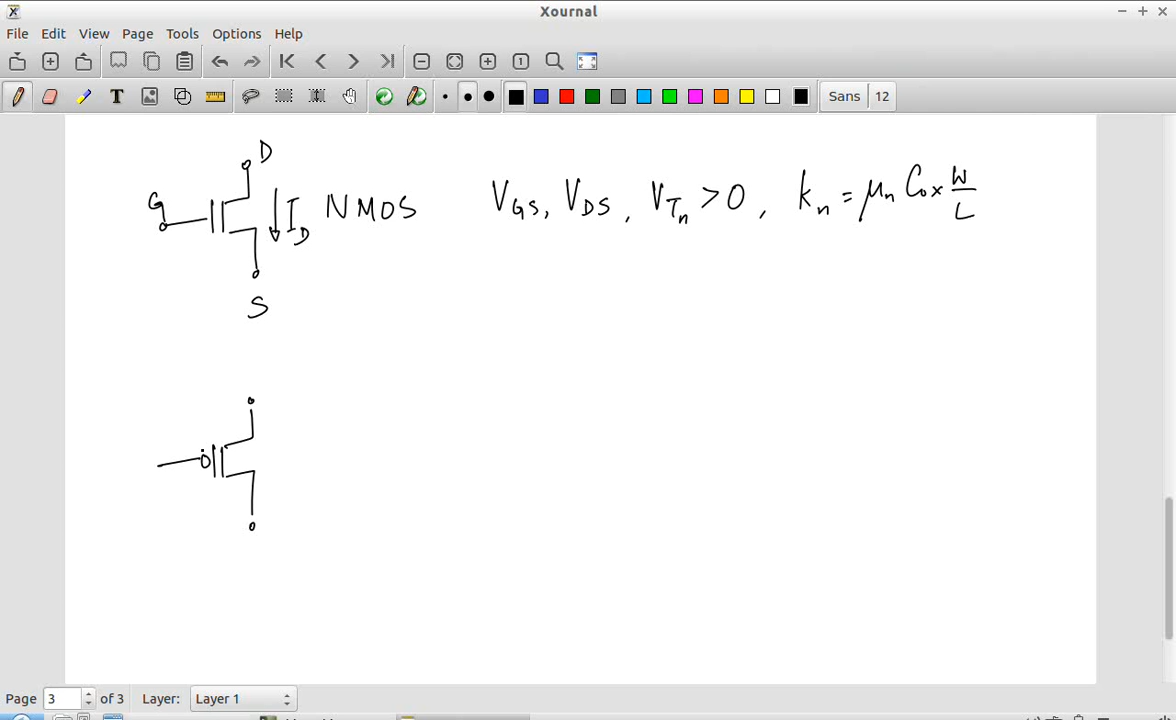 Xournal
File Edit View Page Tools Options Help
Sans 12
D
G
I_D NMOS V_GS, V_DS, V_Tn > 0, k_n = μ_n C_ox W/L
S
Page 3 of 3 Layer: Layer 1